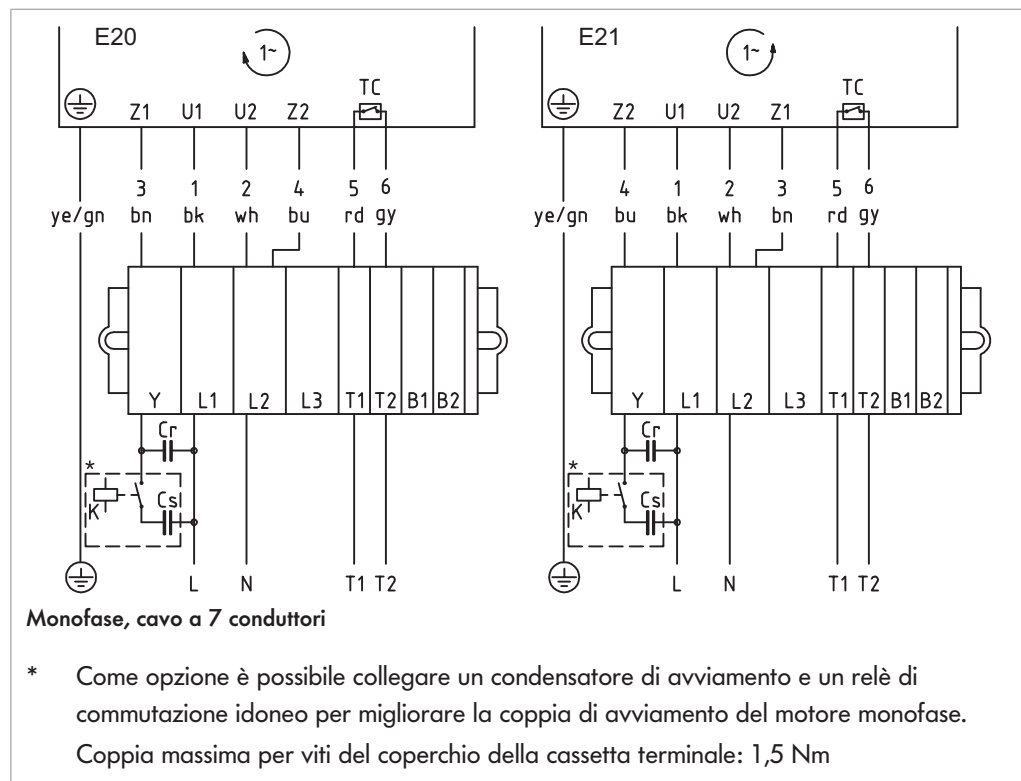 E20
1~
TC
Z1 U1 U2 Z2
3 1 2 4 5 6
ye/gn bn bk wh bu rd gy
Y L1 L2 L3 T1 T2 B1 B2
Cr
*
K Cs
L N T1 T2
E21
1~
TC
Z2 U1 U2 Z1
4 1 2 3 5 6
ye/gn bu bk wh bn rd gy
Y L1 L2 L3 T1 T2 B1 B2
Cr
*
K Cs
L N T1 T2
Monofase, cavo a 7 conduttori
* Come opzione è possibile collegare un condensatore di avviamento e un relè di
commutazione idoneo per migliorare la coppia di avviamento del motore monofase.
Coppia massima per viti del coperchio della cassetta terminale: 1,5 Nm